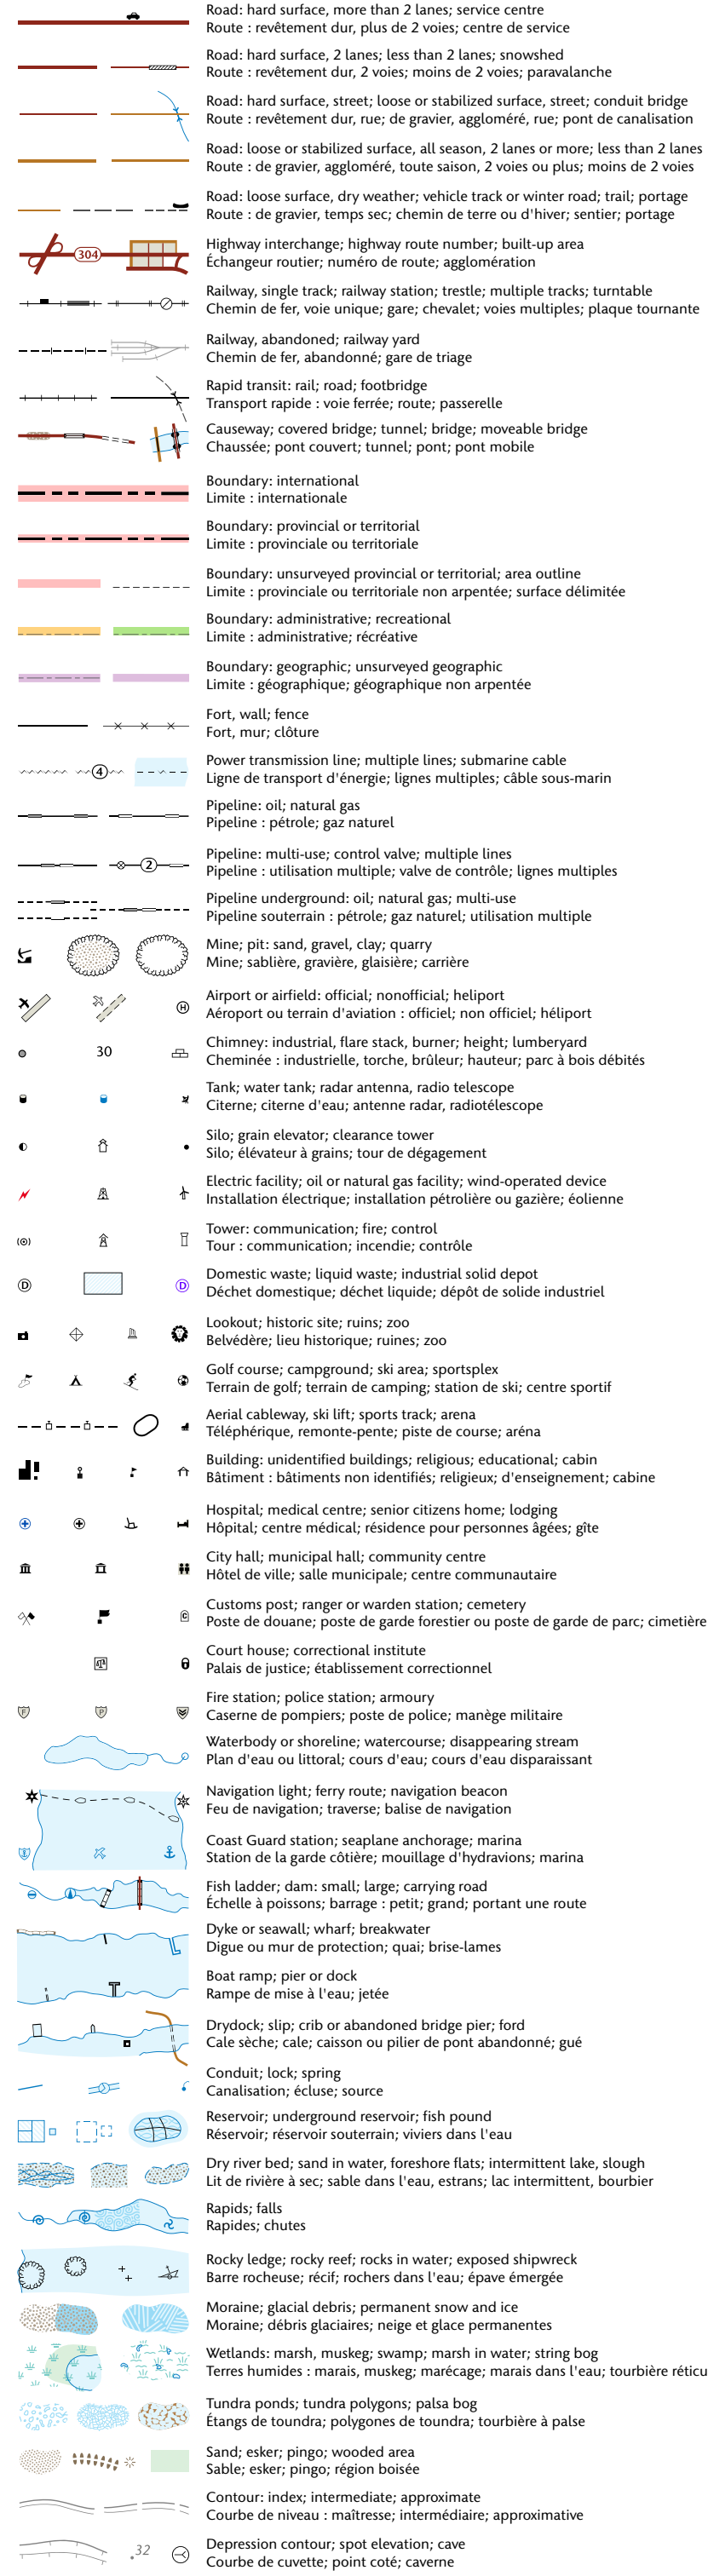 Road: hard surface, more than 2 lanes; service centre
Route : revêtement dur, plus de 2 voies; centre de service
Road: hard surface, 2 lanes; less than 2 lanes; snowshed
Route : revêtement dur, 2 voies; moins de 2 voies; paravalanche
Road: hard surface, street; loose or stabilized surface, street; conduit bridge
Route : revêtement dur, rue; de gravier, aggloméré, rue; pont de canalisation
Road: loose or stabilized surface, all season, 2 lanes or more; less than 2 lanes
Route : de gravier, aggloméré, toute saison, 2 voies ou plus; moins de 2 voies
Road: loose surface, dry weather; vehicle track or winter road; trail; portage
Route : de gravier, temps sec; chemin de terre ou d'hiver; sentier; portage
304
Highway interchange; highway route number; built-up area
Échangeur routier; numéro de route; agglomération
Railway, single track; railway station; trestle; multiple tracks; turntable
Chemin de fer, voie unique; gare; chevalet; voies multiples; plaque tournante
Railway, abandoned; railway yard
Chemin de fer, abandonné; gare de triage
Rapid transit: rail; road; footbridge
Transport rapide : voie ferrée; route; passerelle
Causeway; covered bridge; tunnel; bridge; moveable bridge
Chaussée; pont couvert; tunnel; pont; pont mobile
Boundary: international
Limite : internationale
Boundary: provincial or territorial
Limite : provinciale ou territoriale
Boundary: unsurveyed provincial or territorial; area outline
Limite : provinciale ou territoriale non arpentée; surface délimitée
Boundary: administrative; recreational
Limite : administrative; récréative
Boundary: geographic; unsurveyed geographic
Limite : géographique; géographique non arpentée
Fort, wall; fence
Fort, mur; clôture
4
Power transmission line; multiple lines; submarine cable
Ligne de transport d'énergie; lignes multiples; câble sous-marin
Pipeline: oil; natural gas
Pipeline : pétrole; gaz naturel
2
Pipeline: multi-use; control valve; multiple lines
Pipeline : utilisation multiple; valve de contrôle; lignes multiples
Pipeline underground: oil; natural gas; multi-use
Pipeline souterrain : pétrole; gaz naturel; utilisation multiple
Mine; pit: sand, gravel, clay; quarry
Mine; sablière, gravière, glaisière; carrière
H
Airport or airfield: official; nonofficial; heliport
Aéroport ou terrain d'aviation : officiel; non officiel; héliport
30
Chimney: industrial, flare stack, burner; height; lumberyard
Cheminée : industrielle, torche, brûleur; hauteur; parc à bois débités
Tank; water tank; radar antenna, radio telescope
Citerne; citerne d'eau; antenne radar, radiotélescope
Silo; grain elevator; clearance tower
Silo; élévateur à grains; tour de dégagement
Electric facility; oil or natural gas facility; wind-operated device
Installation électrique; installation pétrolière ou gazière; éolienne
Tower: communication; fire; control
Tour : communication; incendie; contrôle
D D
Domestic waste; liquid waste; industrial solid depot
Déchet domestique; déchet liquide; dépôt de solide industriel
Lookout; historic site; ruins; zoo
Belvédère; lieu historique; ruines; zoo
Golf course; campground; ski area; sportsplex
Terrain de golf; terrain de camping; station de ski; centre sportif
Aerial cableway, ski lift; sports track; arena
Téléphérique, remonte-pente; piste de course; aréna
Building: unidentified buildings; religious; educational; cabin
Bâtiment : bâtiments non identifiés; religieux; d'enseignement; cabine
Hospital; medical centre; senior citizens home; lodging
Hôpital; centre médical; résidence pour personnes âgées; gîte
City hall; municipal hall; community centre
Hôtel de ville; salle municipale; centre communautaire
C
Customs post; ranger or warden station; cemetery
Poste de douane; poste de garde forestier ou poste de garde de parc; cimetière
Court house; correctional institute
Palais de justice; établissement correctionnel
F P
Fire station; police station; armoury
Caserne de pompiers; poste de police; manège militaire
Waterbody or shoreline; watercourse; disappearing stream
Plan d'eau ou littoral; cours d'eau; cours d'eau disparaissant
Navigation light; ferry route; navigation beacon
Feu de navigation; traverse; balise de navigation
Coast Guard station; seaplane anchorage; marina
Station de la garde côtière; mouillage d'hydravions; marina
Fish ladder; dam: small; large; carrying road
Échelle à poissons; barrage : petit; grand; portant une route
Dyke or seawall; wharf; breakwater
Digue ou mur de protection; quai; brise-lames
Boat ramp; pier or dock
Rampe de mise à l'eau; jetée
Drydock; slip; crib or abandoned bridge pier; ford
Cale sèche; cale; caisson ou pilier de pont abandonné; gué
Conduit; lock; spring
Canalisation; écluse; source
Reservoir; underground reservoir; fish pound
Réservoir; réservoir souterrain; viviers dans l'eau
Dry river bed; sand in water, foreshore flats; intermittent lake, slough
Lit de rivière à sec; sable dans l'eau, estrans; lac intermittent, bourbier
Rapids; falls
Rapides; chutes
Rocky ledge; rocky reef; rocks in water; exposed shipwreck
Barre rocheuse; récif; rochers dans l'eau; épave émergée
Moraine; glacial debris; permanent snow and ice
Moraine; débris glaciaires; neige et glace permanentes
Wetlands: marsh, muskeg; swamp; marsh in water; string bog
Terres humides : marais, muskeg; marécage; marais dans l'eau; tourbière réticu
Tundra ponds; tundra polygons; palsa bog
Étangs de toundra; polygones de toundra; tourbière à palse
Sand; esker; pingo; wooded area
Sable; esker; pingo; région boisée
Contour: index; intermediate; approximate
Courbe de niveau : maîtresse; intermédiaire; approximative
.32
Depression contour; spot elevation; cave
Courbe de cuvette; point coté; caverne